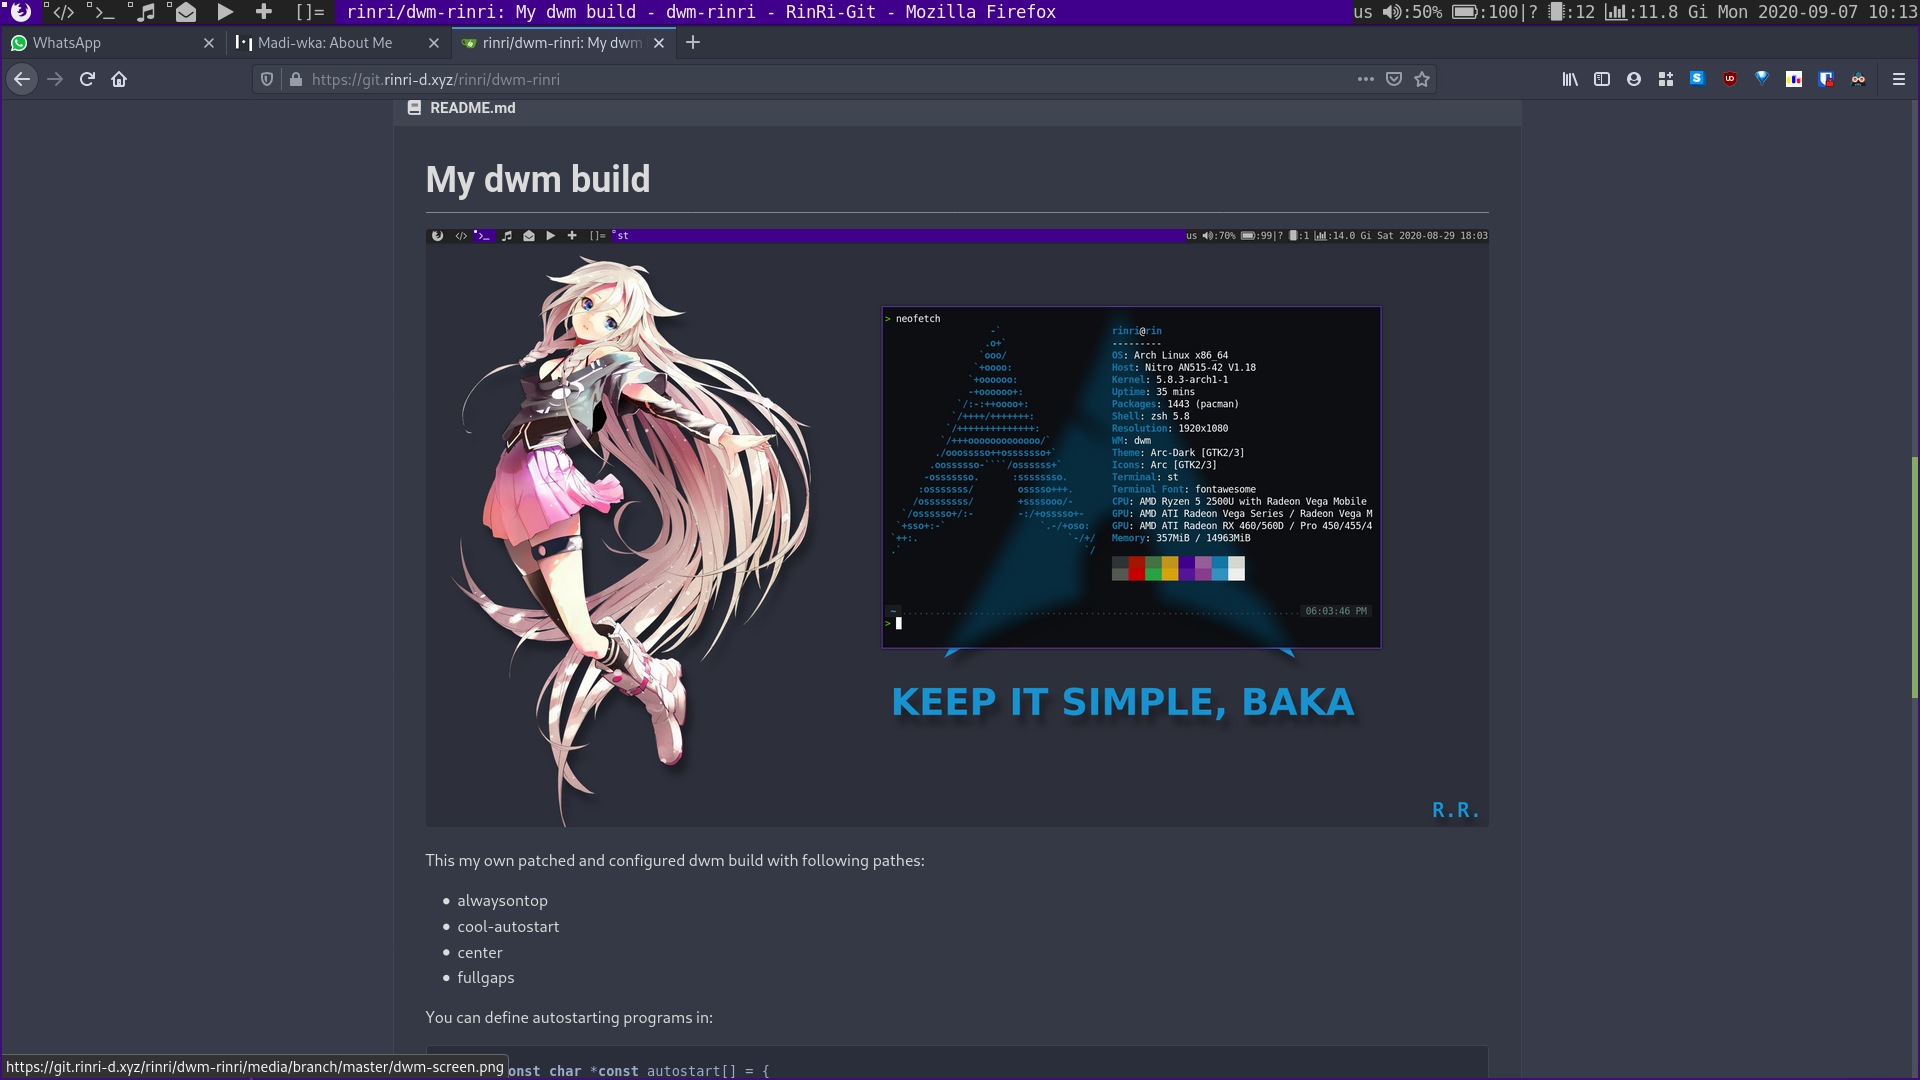 []= rinri/dwm-rinri: My dwm build - dwm-rinri - RinRi-Git - Mozilla Firefox us :50% :100|? :12 :11.8 Gi Mon 2020-09-07 10:13
WhatsApp Madi-wka: About Me rinri/dwm-rinri: My dwm
https://git.rinri-d.xyz/rinri/dwm-rinri
README.md
My dwm build
[]= st us :70% :99|? :1 :14.0 Gi Sat 2020-08-29 18:03
> neofetch
rinri@rin
---------
OS: Arch Linux x86_64
Host: Nitro AN515-42 V1.18
Kernel: 5.8.3-arch1-1
Uptime: 35 mins
Packages: 1443 (pacman)
Shell: zsh 5.8
Resolution: 1920x1080
WM: dwm
Theme: Arc-Dark [GTK2/3]
Icons: Arc [GTK2/3]
Terminal: st
Terminal Font: fontawesome
CPU: AMD Ryzen 5 2500U with Radeon Vega Mobile
GPU: AMD ATI Radeon Vega Series / Radeon Vega M
GPU: AMD ATI Radeon RX 460/560D / Pro 450/455/4
Memory: 357MiB / 14963MiB
~ 06:03:46 PM
>
KEEP IT SIMPLE, BAKA
R.R.
This my own patched and configured dwm build with following pathes:
• alwaysontop
• cool-autostart
• center
• fullgaps
You can define autostarting programs in:
const char *const autostart[] = {
https://git.rinri-d.xyz/rinri/dwm-rinri/media/branch/master/dwm-screen.png